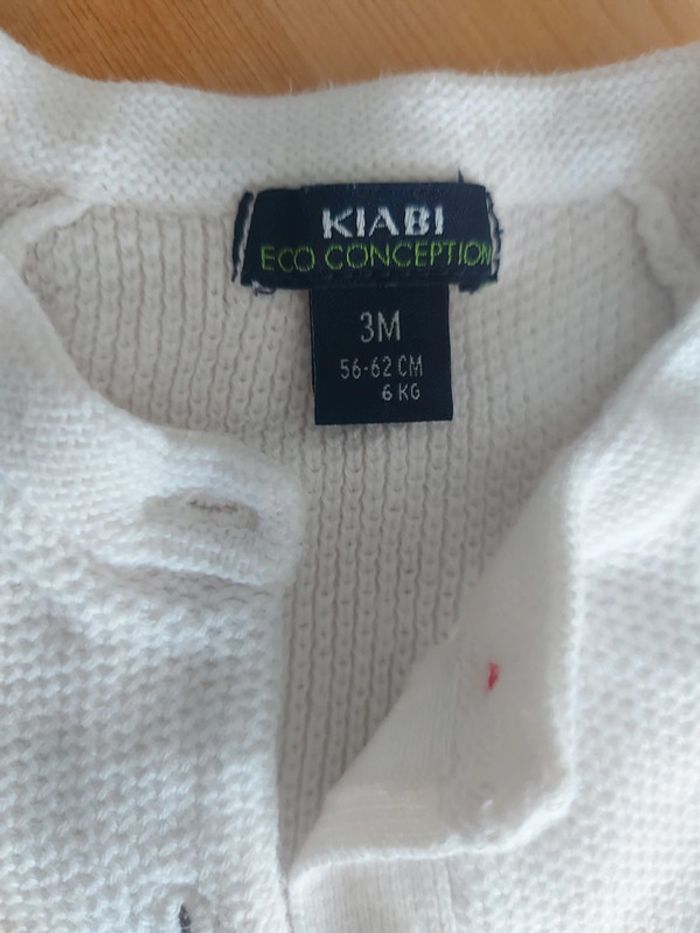 KIABI
ECO CONCEPTION
3M
56-62 CM
6 KG